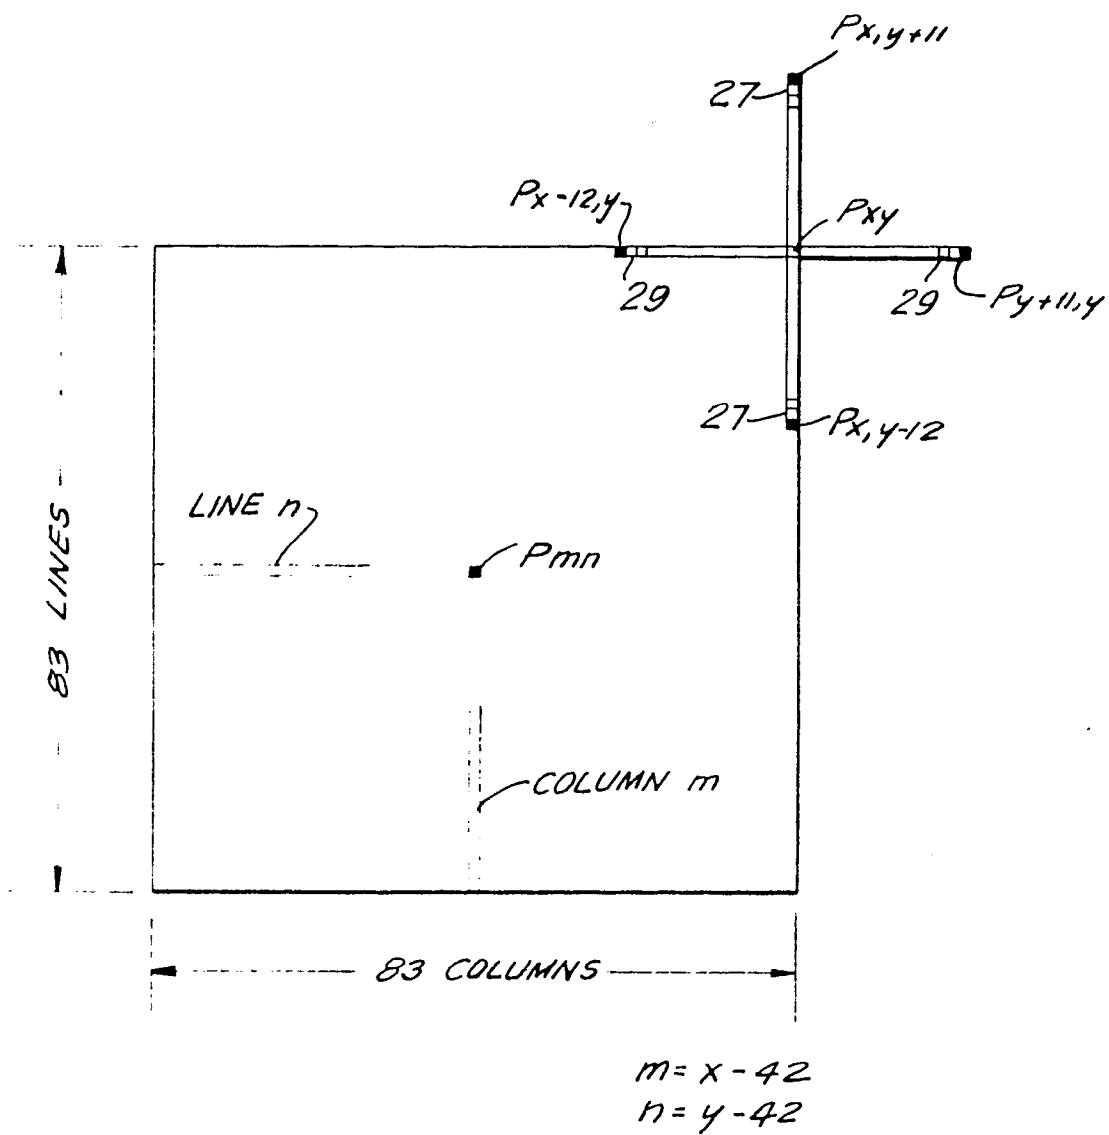 Px,y+11
27
Px-12,y
Pxy
29
29
Py+11,y
27
Px,y-12
LINE n
Pmn
83 LINES
COLUMN m
83 COLUMNS
m= x-42
n= y-42